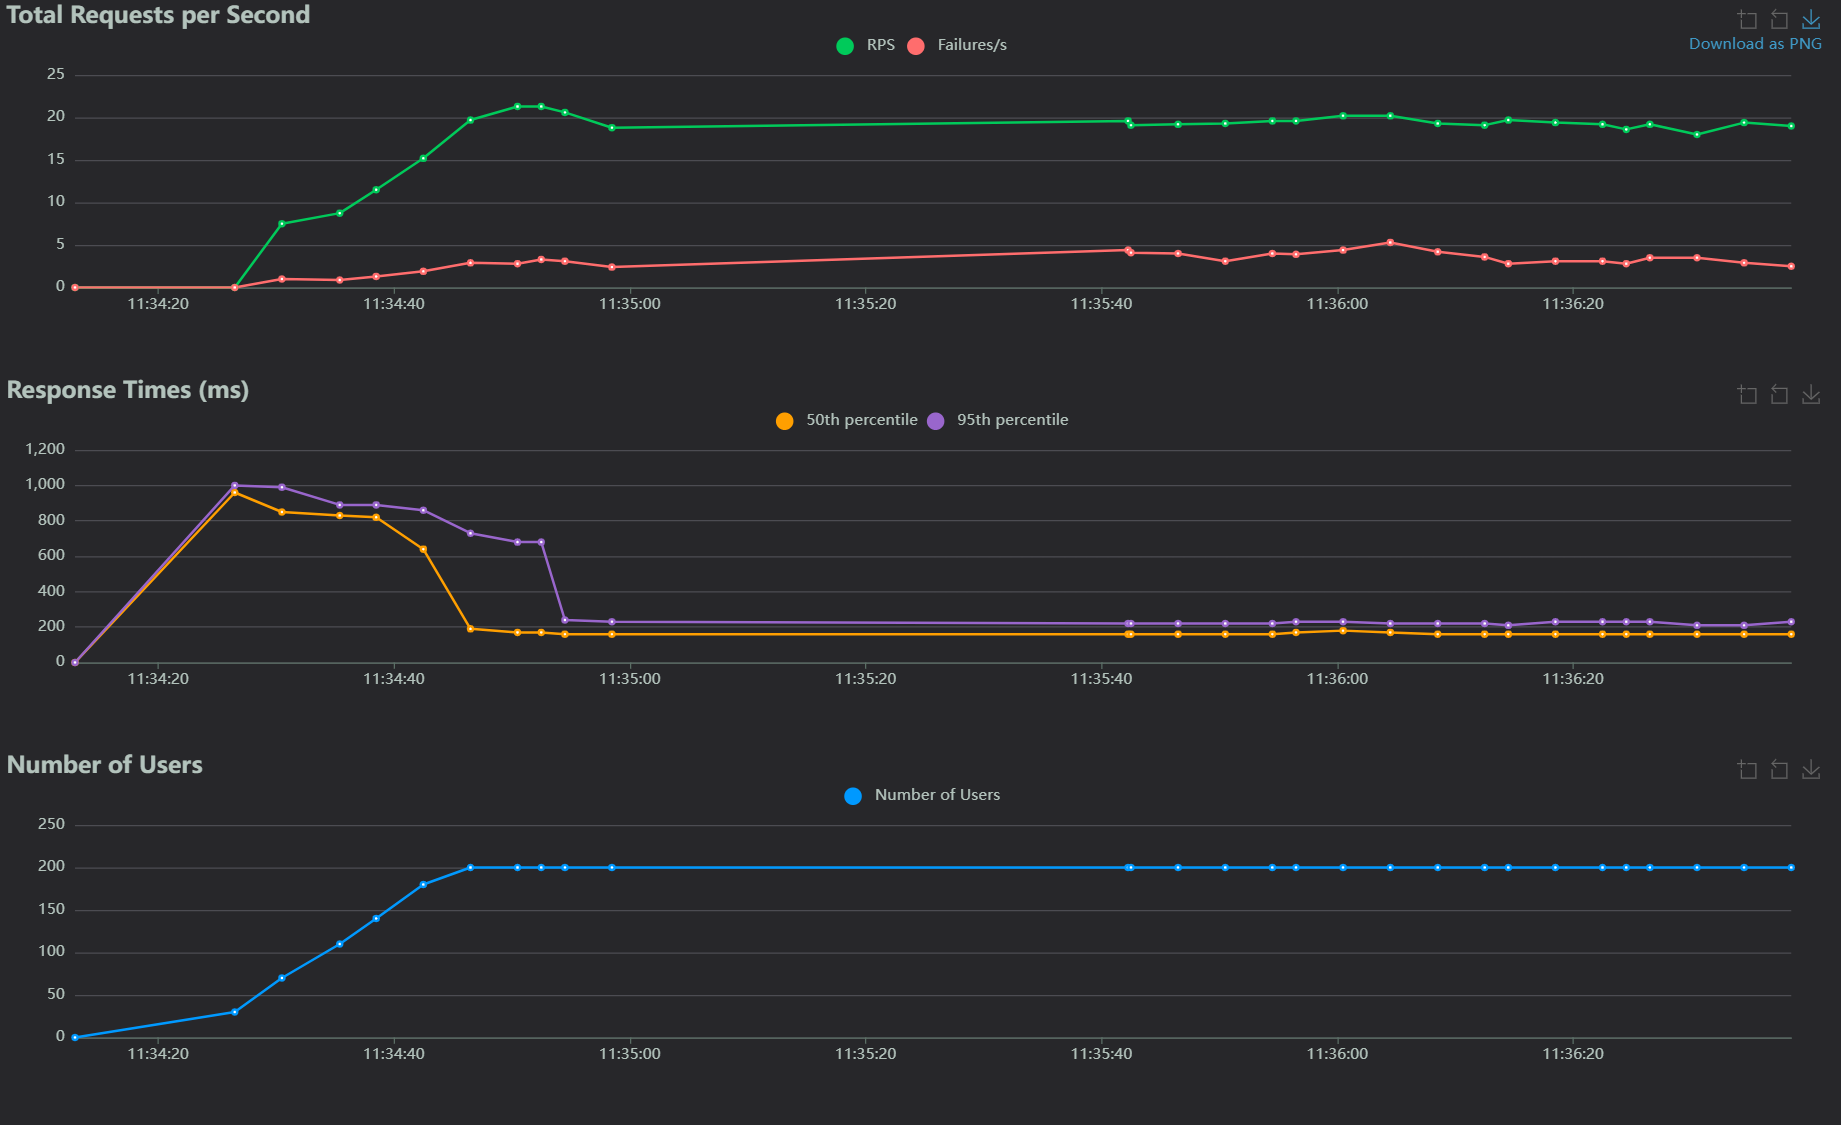 Total Requests per Second
RPS Failures/s
Download as PNG
25
20
15
10
5
0
11:34:20 11:34:40 11:35:00 11:35:20 11:35:40 11:36:00 11:36:20
Response Times (ms)
50th percentile 95th percentile
1,200
1,000
800
600
400
200
0
11:34:20 11:34:40 11:35:00 11:35:20 11:35:40 11:36:00 11:36:20
Number of Users
Number of Users
250
200
150
100
50
0
11:34:20 11:34:40 11:35:00 11:35:20 11:35:40 11:36:00 11:36:20